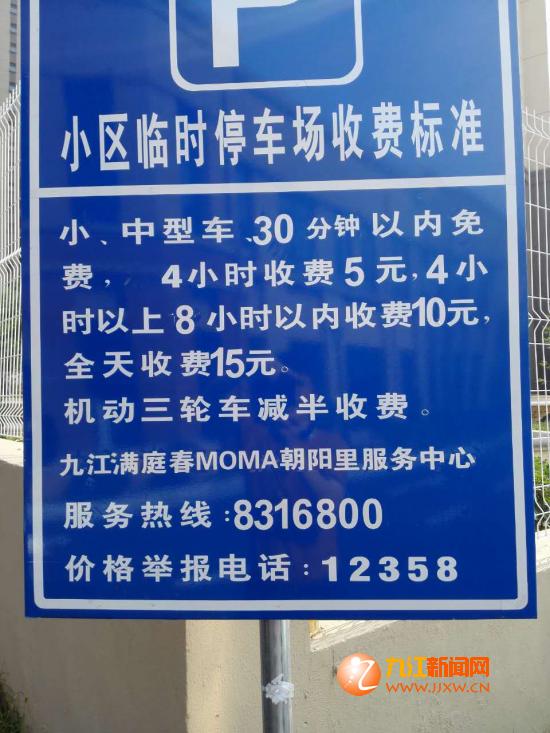 P
小区临时停车场收费标准
小、中型车、30分钟以内免
费， 4小时收费5元，4小
时以上8小时以内收费10元，
全天收费15元。
机动三轮车减半收费。
九江满庭春MOMA朝阳里服务中心
服务热线：8316800
价格举报电话：12358
九江新闻网
WWW.JJXW.CN